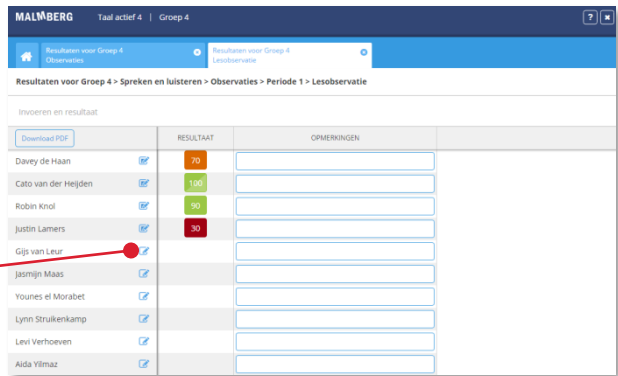 MALMBERG Taal actief 4 | Groep 4 ? ×
Resultaten voor Groep 4
Observaties
Resultaten voor Groep 4
Lesobservatie
Resultaten voor Groep 4 > Spreken en luisteren > Observaties > Periode 1 > Lesobservatie
Invoeren en resultaat
Download PDF RESULTAAT OPMERKINGEN
Davey de Haan 70
Cato van der Heijden 100
Robin Knol 90
Justin Lamers 30
Gijs van Leur
Jasmijn Maas
Younes el Morabet
Lynn Struikenkamp
Levi Verhoeven
Aida Yilmaz